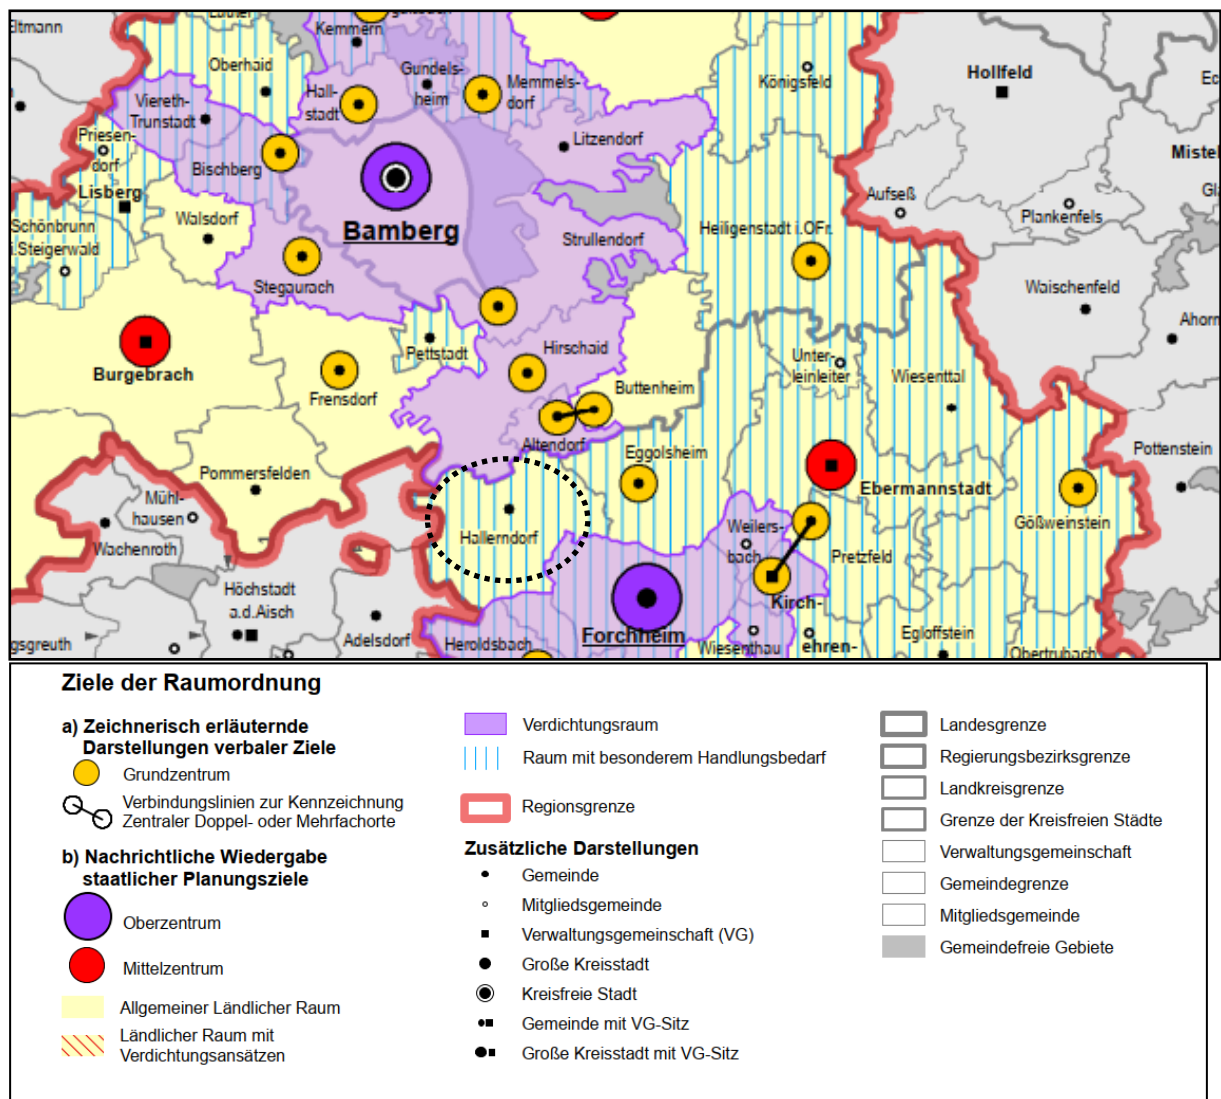 Kemmern
Oberhaid
Gundels-
heim
Memmels-
dorf
Königsfeld
Hollfeld
Hall-
stadt
Viereth-
Trunstadt
Litzendorf
Priesen-
dorf
Bischberg
Lisberg
Aufseß
Plankenfels
Walsdorf
Schönbrunn
i.Steigerwald
Bamberg
Strullendorf
Heiligenstadt i.OFr.
Stegaurach
Waischenfeld
Burgebrach
Pettstadt
Hirschaid
Unter-
leinleiter
Wiesenttal
Frensdorf
Buttenheim
Altendorf
Eggolsheim
Pottenstein
Pommersfelden
Ebermannstadt
Mühl-
hausen
Gößweinstein
Hallerndorf
Weilers-
bach
Pretzfeld
Wachenroth
Höchstadt
a.d.Aisch
Kirch-
ehren-
Adelsdorf
Heroldsbach
Forchheim
Wiesenthau
Egloffstein
Obertrubach
Ziele der Raumordnung
a) Zeichnerisch erläuternde
Darstellungen verbaler Ziele
Grundzentrum
Verbindungslinien zur Kennzeichnung
Zentraler Doppel- oder Mehrfachorte
b) Nachrichtliche Wiedergabe
staatlicher Planungsziele
Oberzentrum
Mittelzentrum
Allgemeiner Ländlicher Raum
Ländlicher Raum mit
Verdichtungsansätzen
Verdichtungsraum
Raum mit besonderem Handlungsbedarf
Regionsgrenze
Zusätzliche Darstellungen
Gemeinde
Mitgliedsgemeinde
Verwaltungsgemeinschaft (VG)
Große Kreisstadt
Kreisfreie Stadt
Gemeinde mit VG-Sitz
Große Kreisstadt mit VG-Sitz
Landesgrenze
Regierungsbezirksgrenze
Landkreisgrenze
Grenze der Kreisfreien Städte
Verwaltungsgemeinschaft
Gemeindegrenze
Mitgliedsgemeinde
Gemeindefreie Gebiete